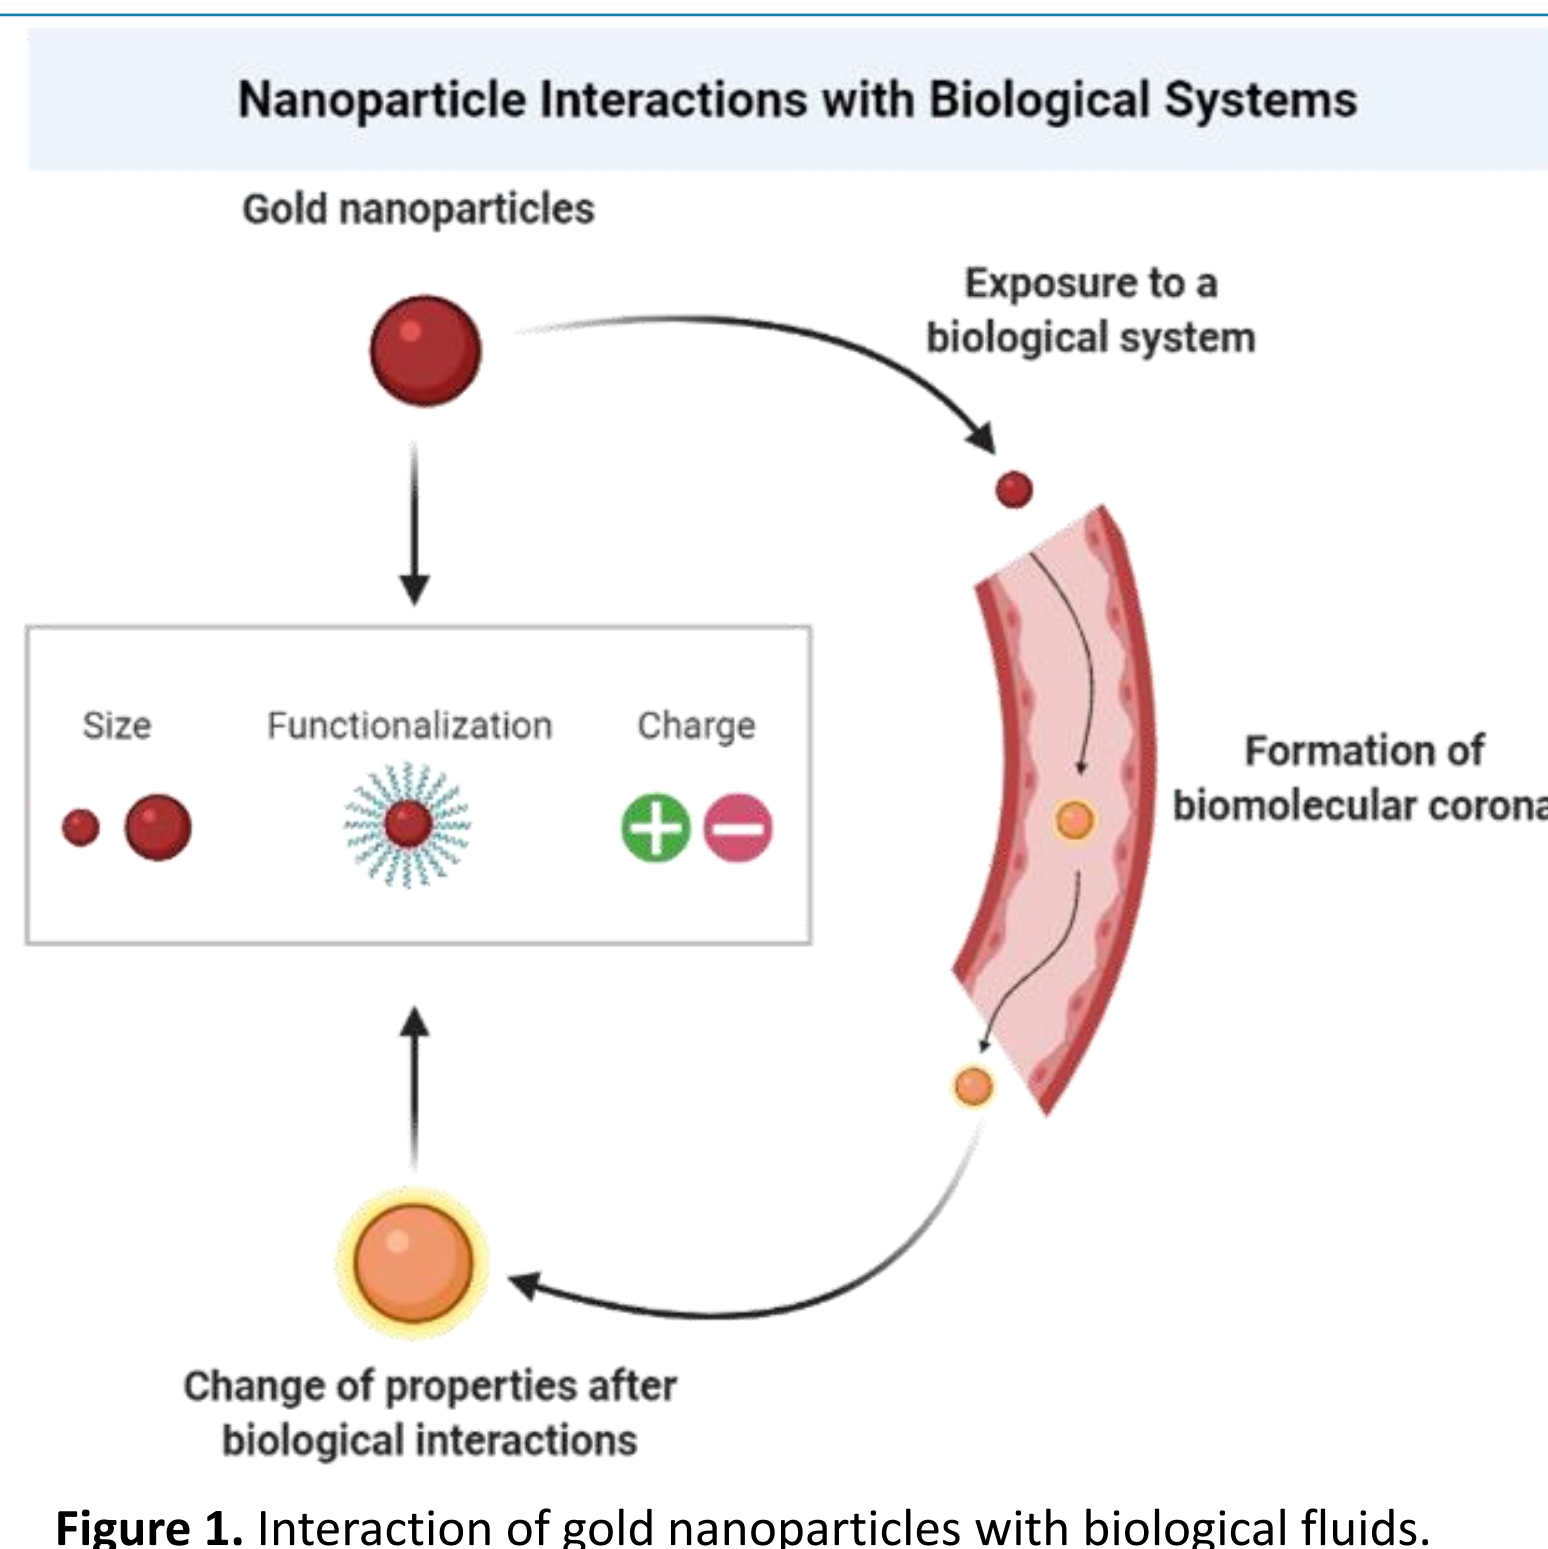 Nanoparticle Interactions with Biological Systems
Gold nanoparticles
Exposure to a
biological system
Size
Functionalization
Charge
Formation of
biomolecular corona
Change of properties after
biological interactions
Figure 1. Interaction of gold nanoparticles with biological fluids.